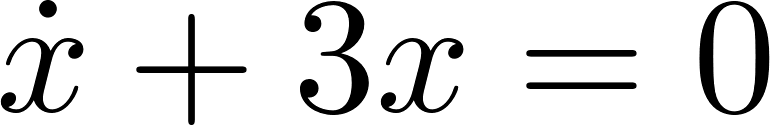 ẋ + 3x = 0